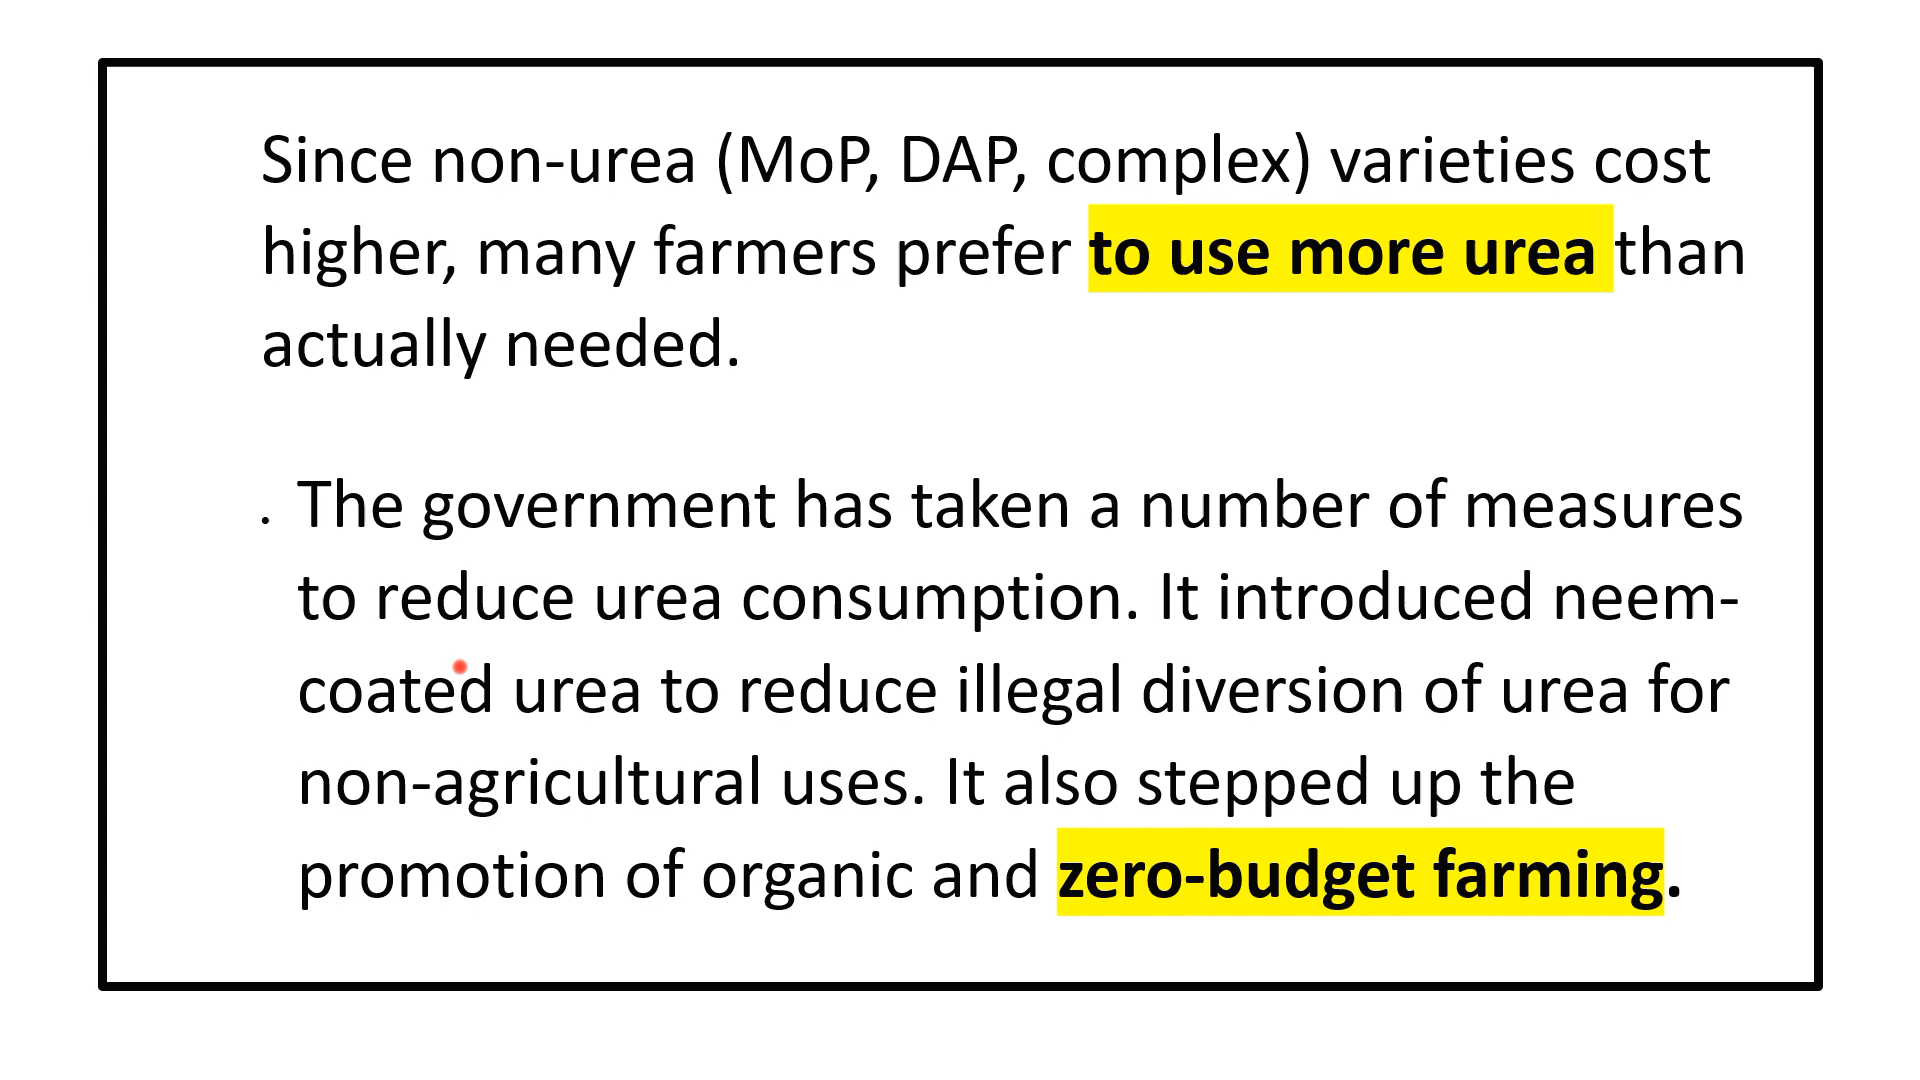 Since non-urea (MoP, DAP, complex) varieties cost
higher, many farmers prefer to use more urea than
actually needed.
. The government has taken a number of measures
to reduce urea consumption. It introduced neem-
coated urea to reduce illegal diversion of urea for
non-agricultural uses. It also stepped up the
promotion of organic and zero-budget farming.